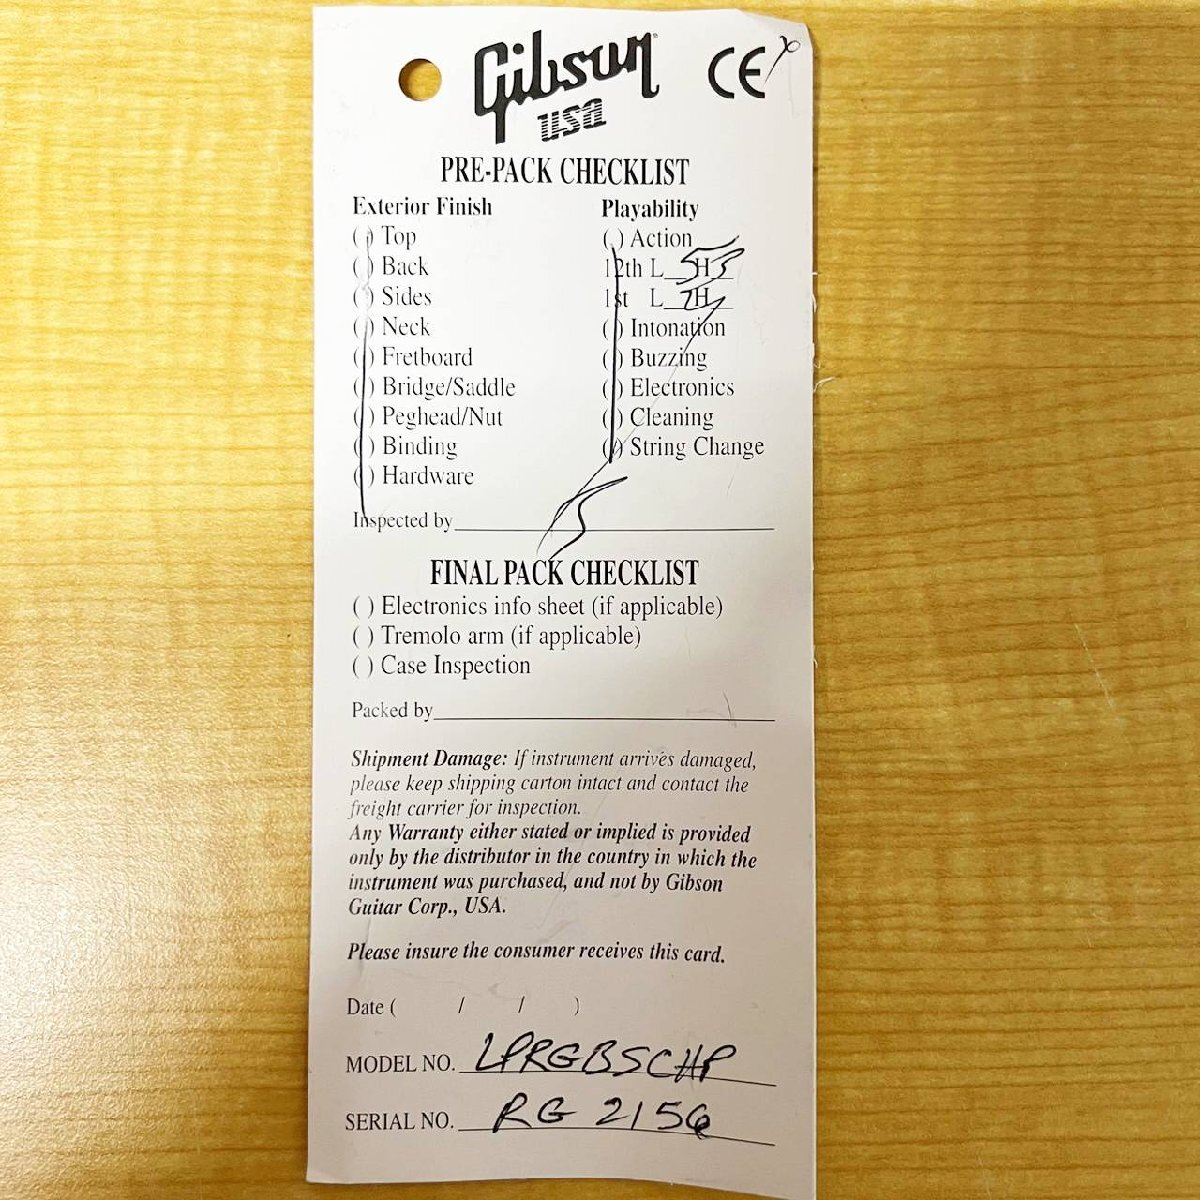 Gibson CE
USA
PRE-PACK CHECKLIST
Exterior Finish Playability
( ) Top ( ) Action
( ) Back 12th L 5 H 5
( ) Sides 1st L 2 H
( ) Neck ( ) Intonation
( ) Fretboard ( ) Buzzing
( ) Bridge/Saddle ( ) Electronics
( ) Peghead/Nut ( ) Cleaning
( ) Binding ( ) String Change
( ) Hardware
Inspected by
FINAL PACK CHECKLIST
( ) Electronics info sheet (if applicable)
( ) Tremolo arm (if applicable)
( ) Case Inspection
Packed by
Shipment Damage: If instrument arrives damaged,
please keep shipping carton intact and contact the
freight carrier for inspection.
Any Warranty either stated or implied is provided
only by the distributor in the country in which the
instrument was purchased, and not by Gibson
Guitar Corp., USA.
Please insure the consumer receives this card.
Date ( / / )
MODEL NO. LPRGBSCHP
SERIAL NO. RG 2156